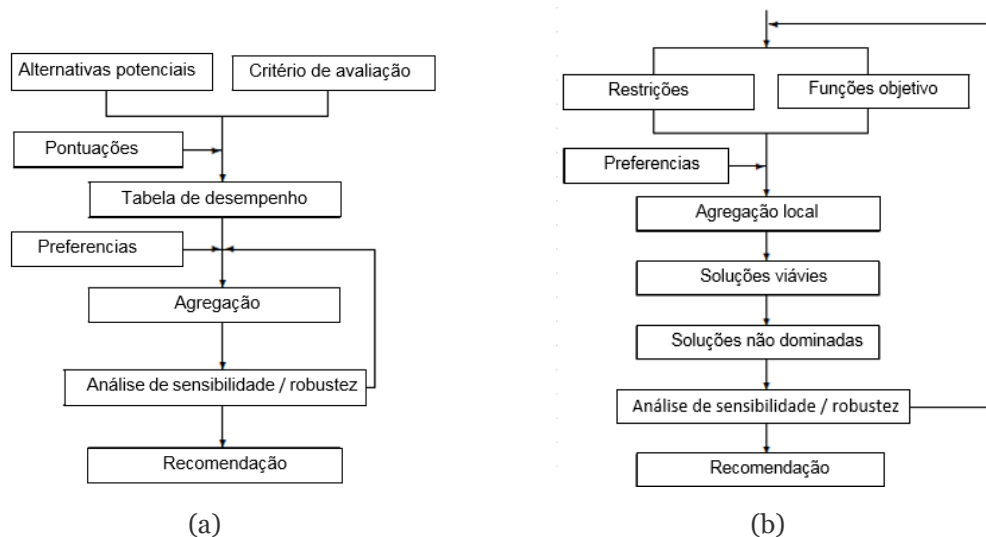 Alternativas potenciais
Critério de avaliação
Pontuações
Tabela de desempenho
Preferencias
Agregação
Análise de sensibilidade / robustez
Recomendação
(a)
Restrições
Funções objetivo
Preferencias
Agregação local
Soluções viávies
Soluções não dominadas
Análise de sensibilidade / robustez
Recomendação
(b)